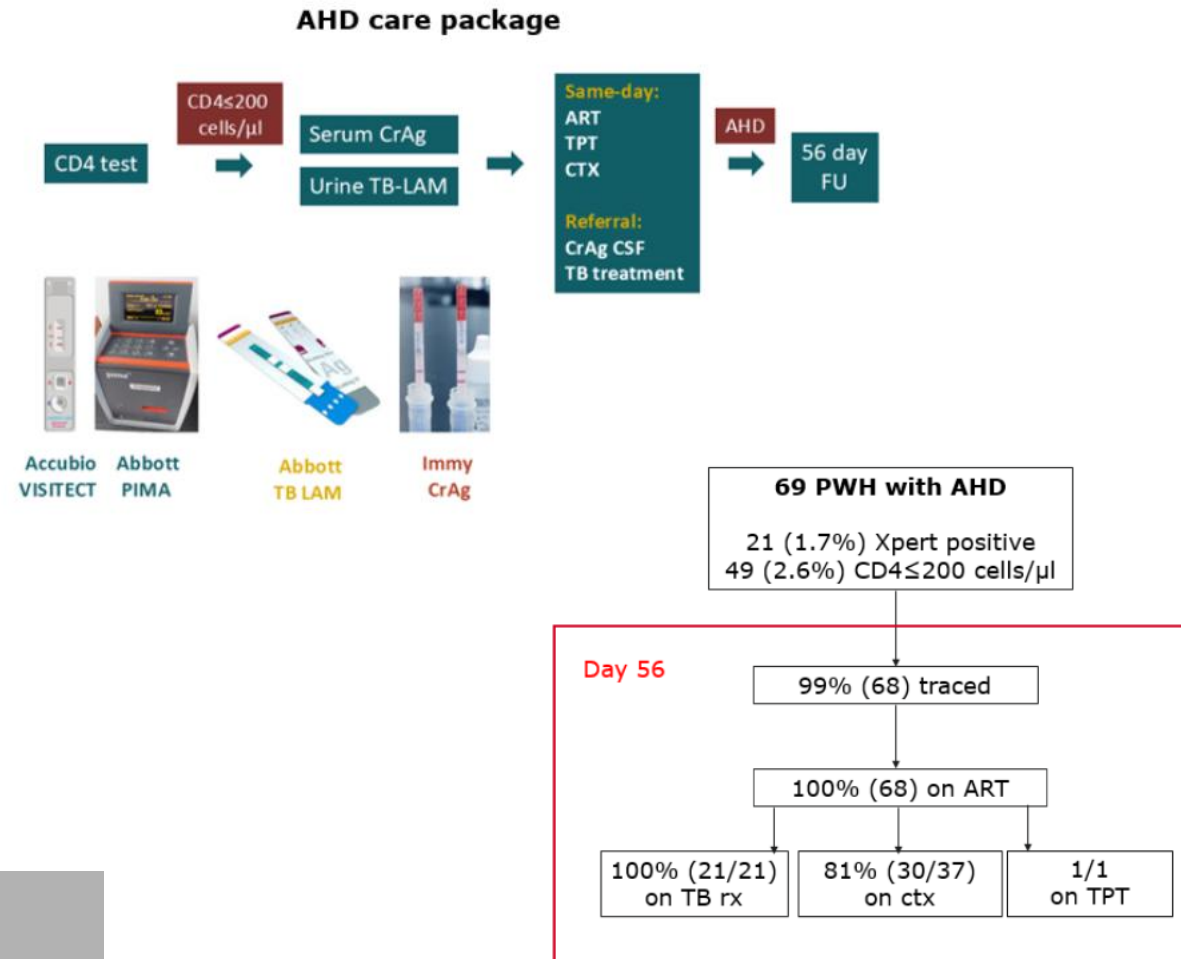 AHD care package
CD4 test
CD4≤200
cells/µl
Serum CrAg
Urine TB-LAM
Same-day:
ART
TPT
CTX
Referral:
CrAg CSF
TB treatment
AHD
56 day
FU
Accubio
VISITECT
Abbott
PIMA
Abbott
TB LAM
Immy
CrAg
69 PWH with AHD
21 (1.7%) Xpert positive
49 (2.6%) CD4≤200 cells/µl
Day 56
99% (68) traced
100% (68) on ART
100% (21/21)
on TB rx
81% (30/37)
on ctx
1/1
on TPT